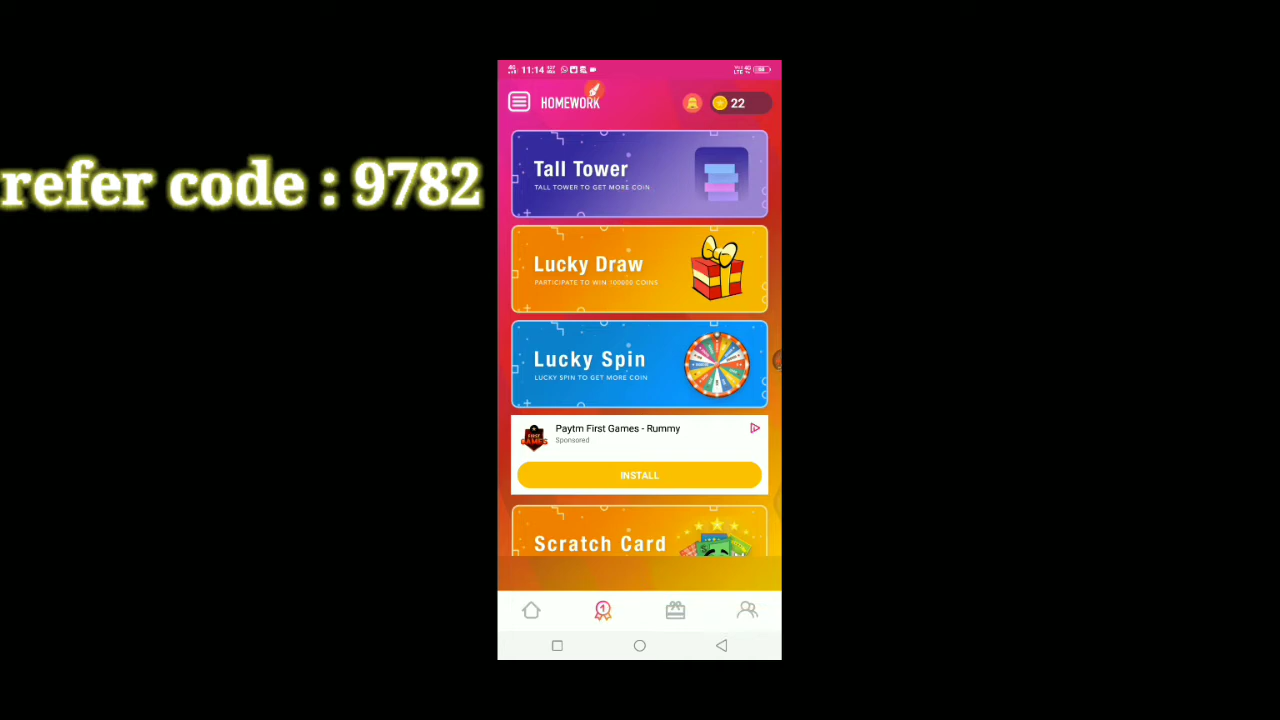 11:14
HOMEWORK
22
refer code : 9782
Tall Tower
TALL TOWER TO GET MORE COIN
Lucky Draw
PARTICIPATE TO WIN 100000 COINS
Lucky Spin
LUCKY SPIN TO GET MORE COIN
Paytm First Games - Rummy
Sponsored
FIRST GAMES
INSTALL
Scratch Card